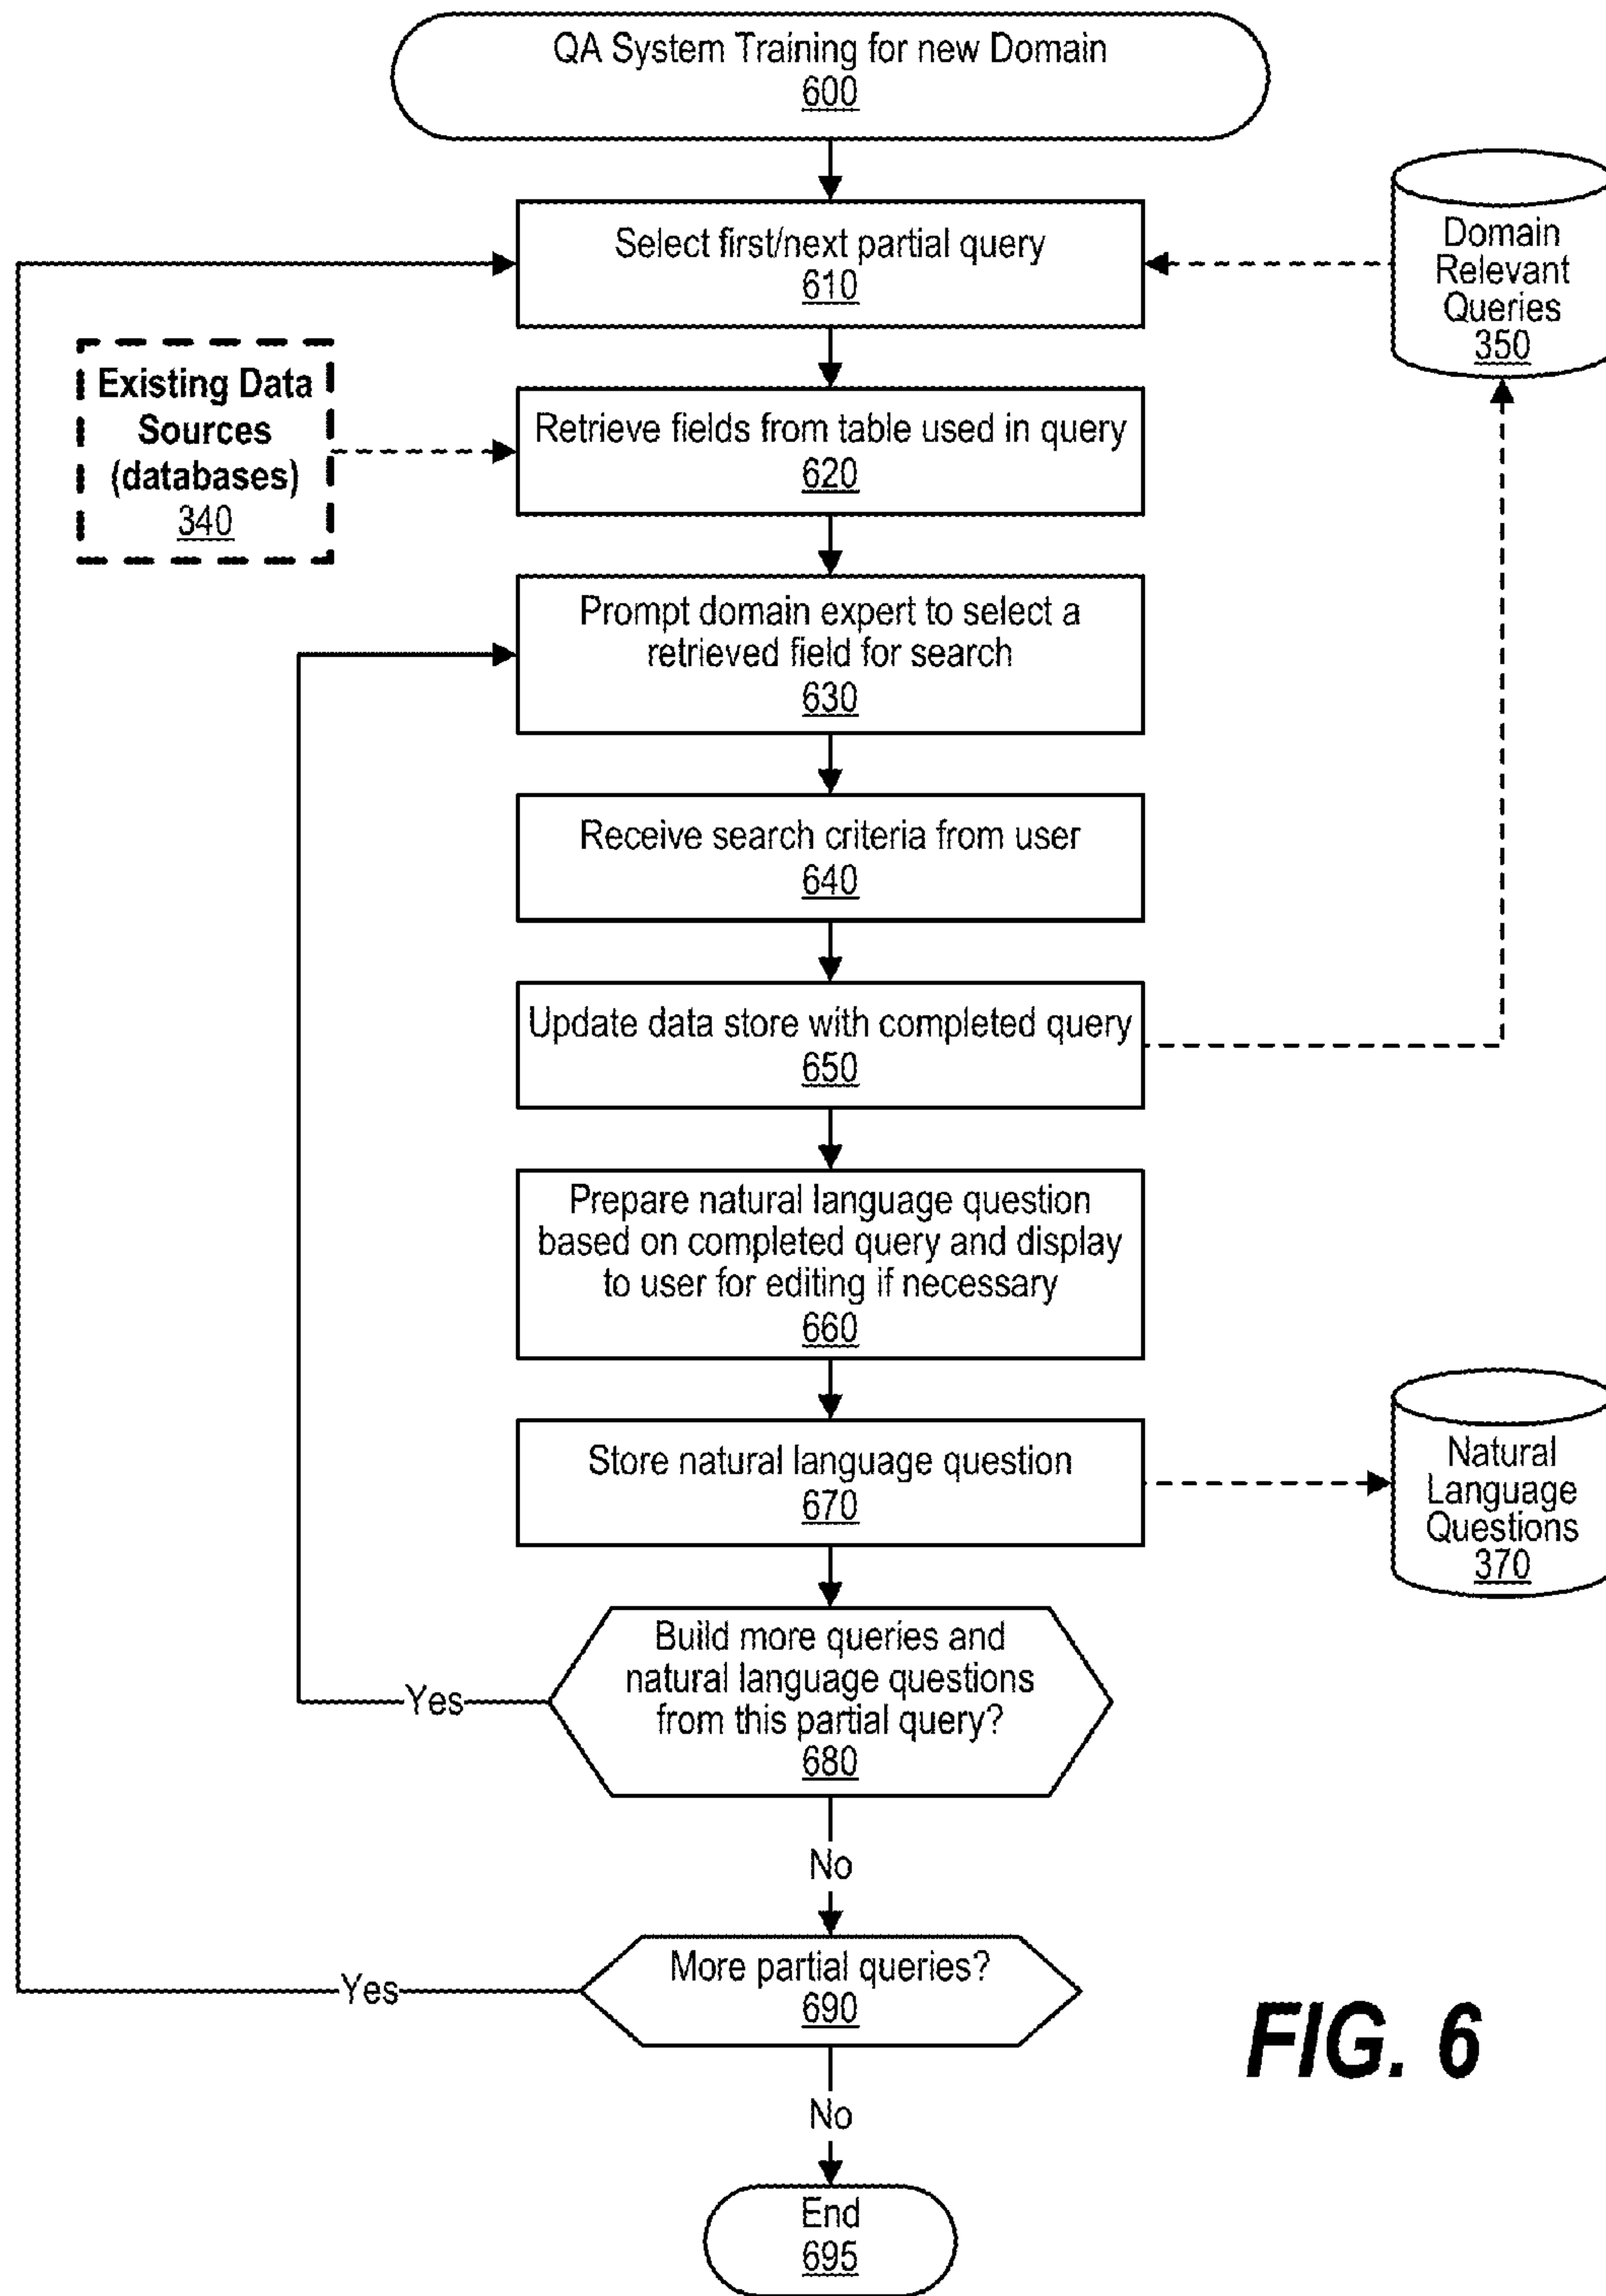 QA System Training for new Domain
600
Select first/next partial query
610
Domain
Relevant
Queries
350
Existing Data
Sources
(databases)
340
Retrieve fields from table used in query
620
Prompt domain expert to select a
retrieved field for search
630
Receive search criteria from user
640
Update data store with completed query
650
Prepare natural language question
based on completed query and display
to user for editing if necessary
660
Store natural language question
670
Natural
Language
Questions
370
Build more queries and
natural language questions
from this partial query?
680
Yes
No
More partial queries?
690
Yes
No
End
695
FIG. 6